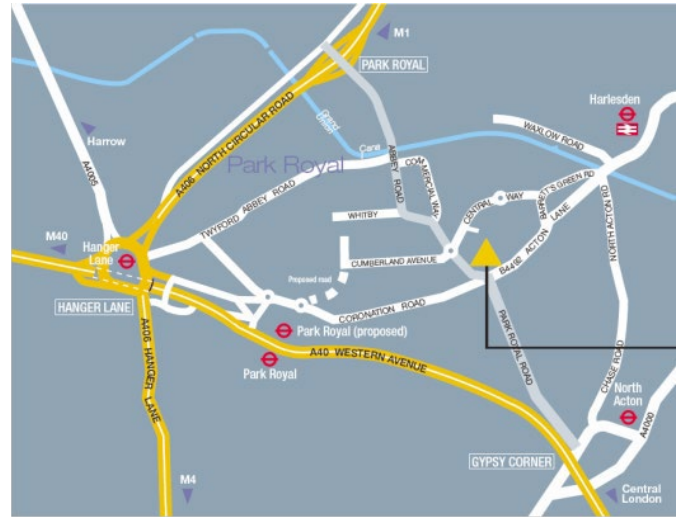 M1
PARK ROYAL
Harlesden
Harrow
A4005
A406 NORTH CIRCULAR ROAD
Park Royal
Canal
WAXLOW ROAD
ABBEY ROAD
COMMERCIAL WAY
TWYFORD ABBEY ROAD
WHITBY
CENTRAL WAY
BARRETT'S GREEN RD
NORTH ACTON RD
M40
Hanger
Lane
CUMBERLAND AVENUE
B4492 ACTON LANE
Proposed road
HANGER LANE
CORONATION ROAD
Park Royal (proposed)
A40 WESTERN AVENUE
Park Royal
PARK ROYAL ROAD
CHASE ROAD
A406 HANGER LANE
North
Acton
A4000
GYPSY CORNER
M4
Central
London